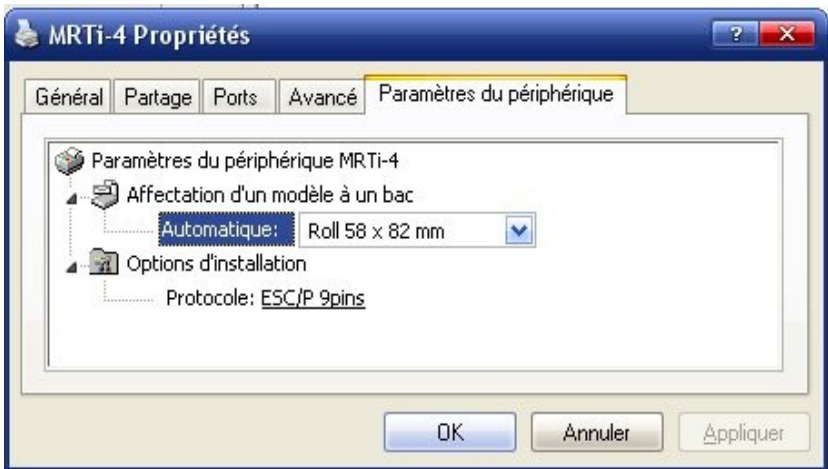 MRTi-4 Propriétés
Général Partage Ports Avancé Paramètres du périphérique
Paramètres du périphérique MRTi-4
Affectation d'un modèle à un bac
Automatique: Roll 58 x 82 mm
Options d'installation
Protocole: ESC/P 9pins
OK Annuler Appliquer